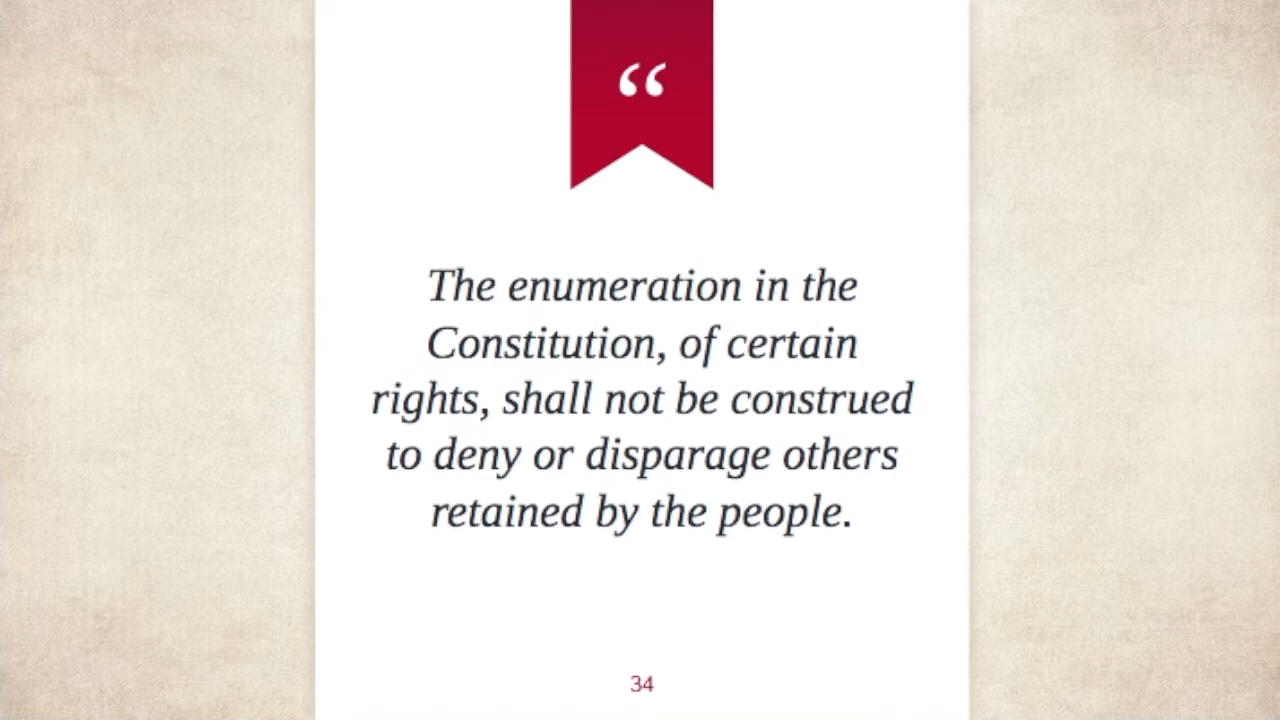 “
The enumeration in the
Constitution, of certain
rights, shall not be construed
to deny or disparage others
retained by the people.
34